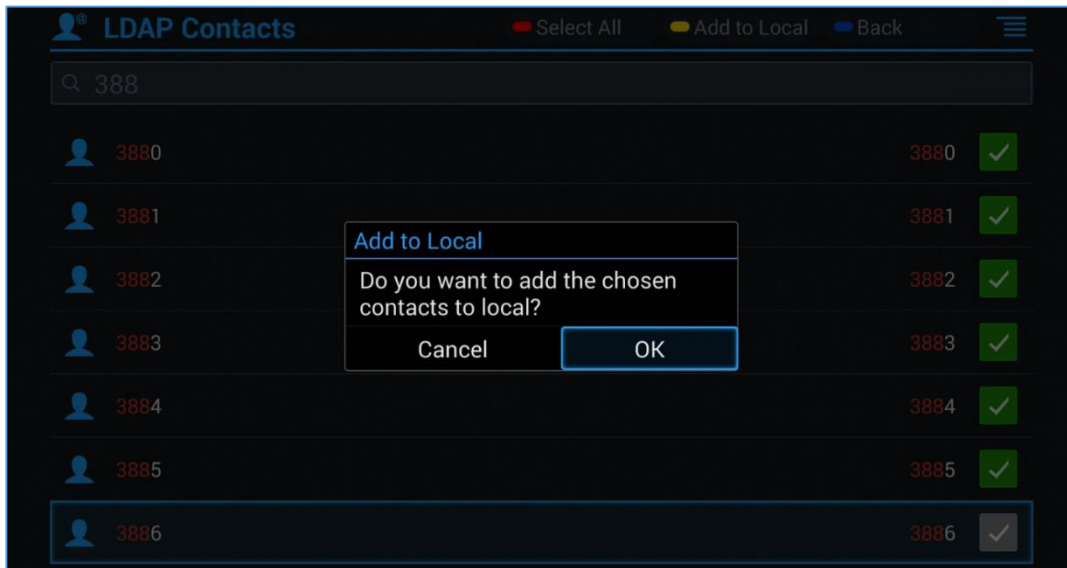 LDAP Contacts Select All Add to Local Back
388
3880 3880
3881 3881
Add to Local
3882 3882
Do you want to add the chosen
contacts to local?
3883 3883
Cancel OK
3884 3884
3885 3885
3886 3886